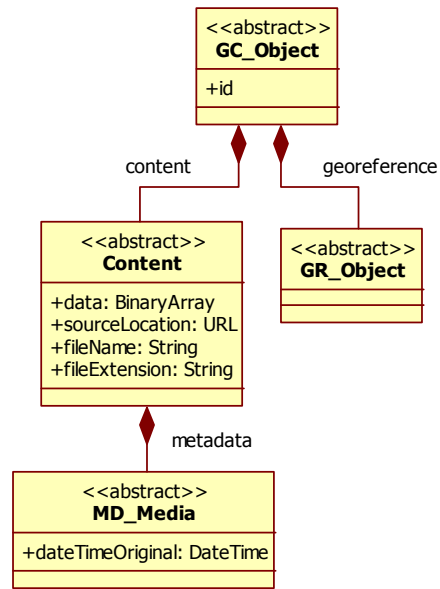 <<abstract>>
GC_Object
+id
content
georeference
<<abstract>>
Content
+data: BinaryArray
+sourceLocation: URL
+fileName: String
+fileExtension: String
<<abstract>>
GR_Object
metadata
<<abstract>>
MD_Media
+dateTimeOriginal: DateTime